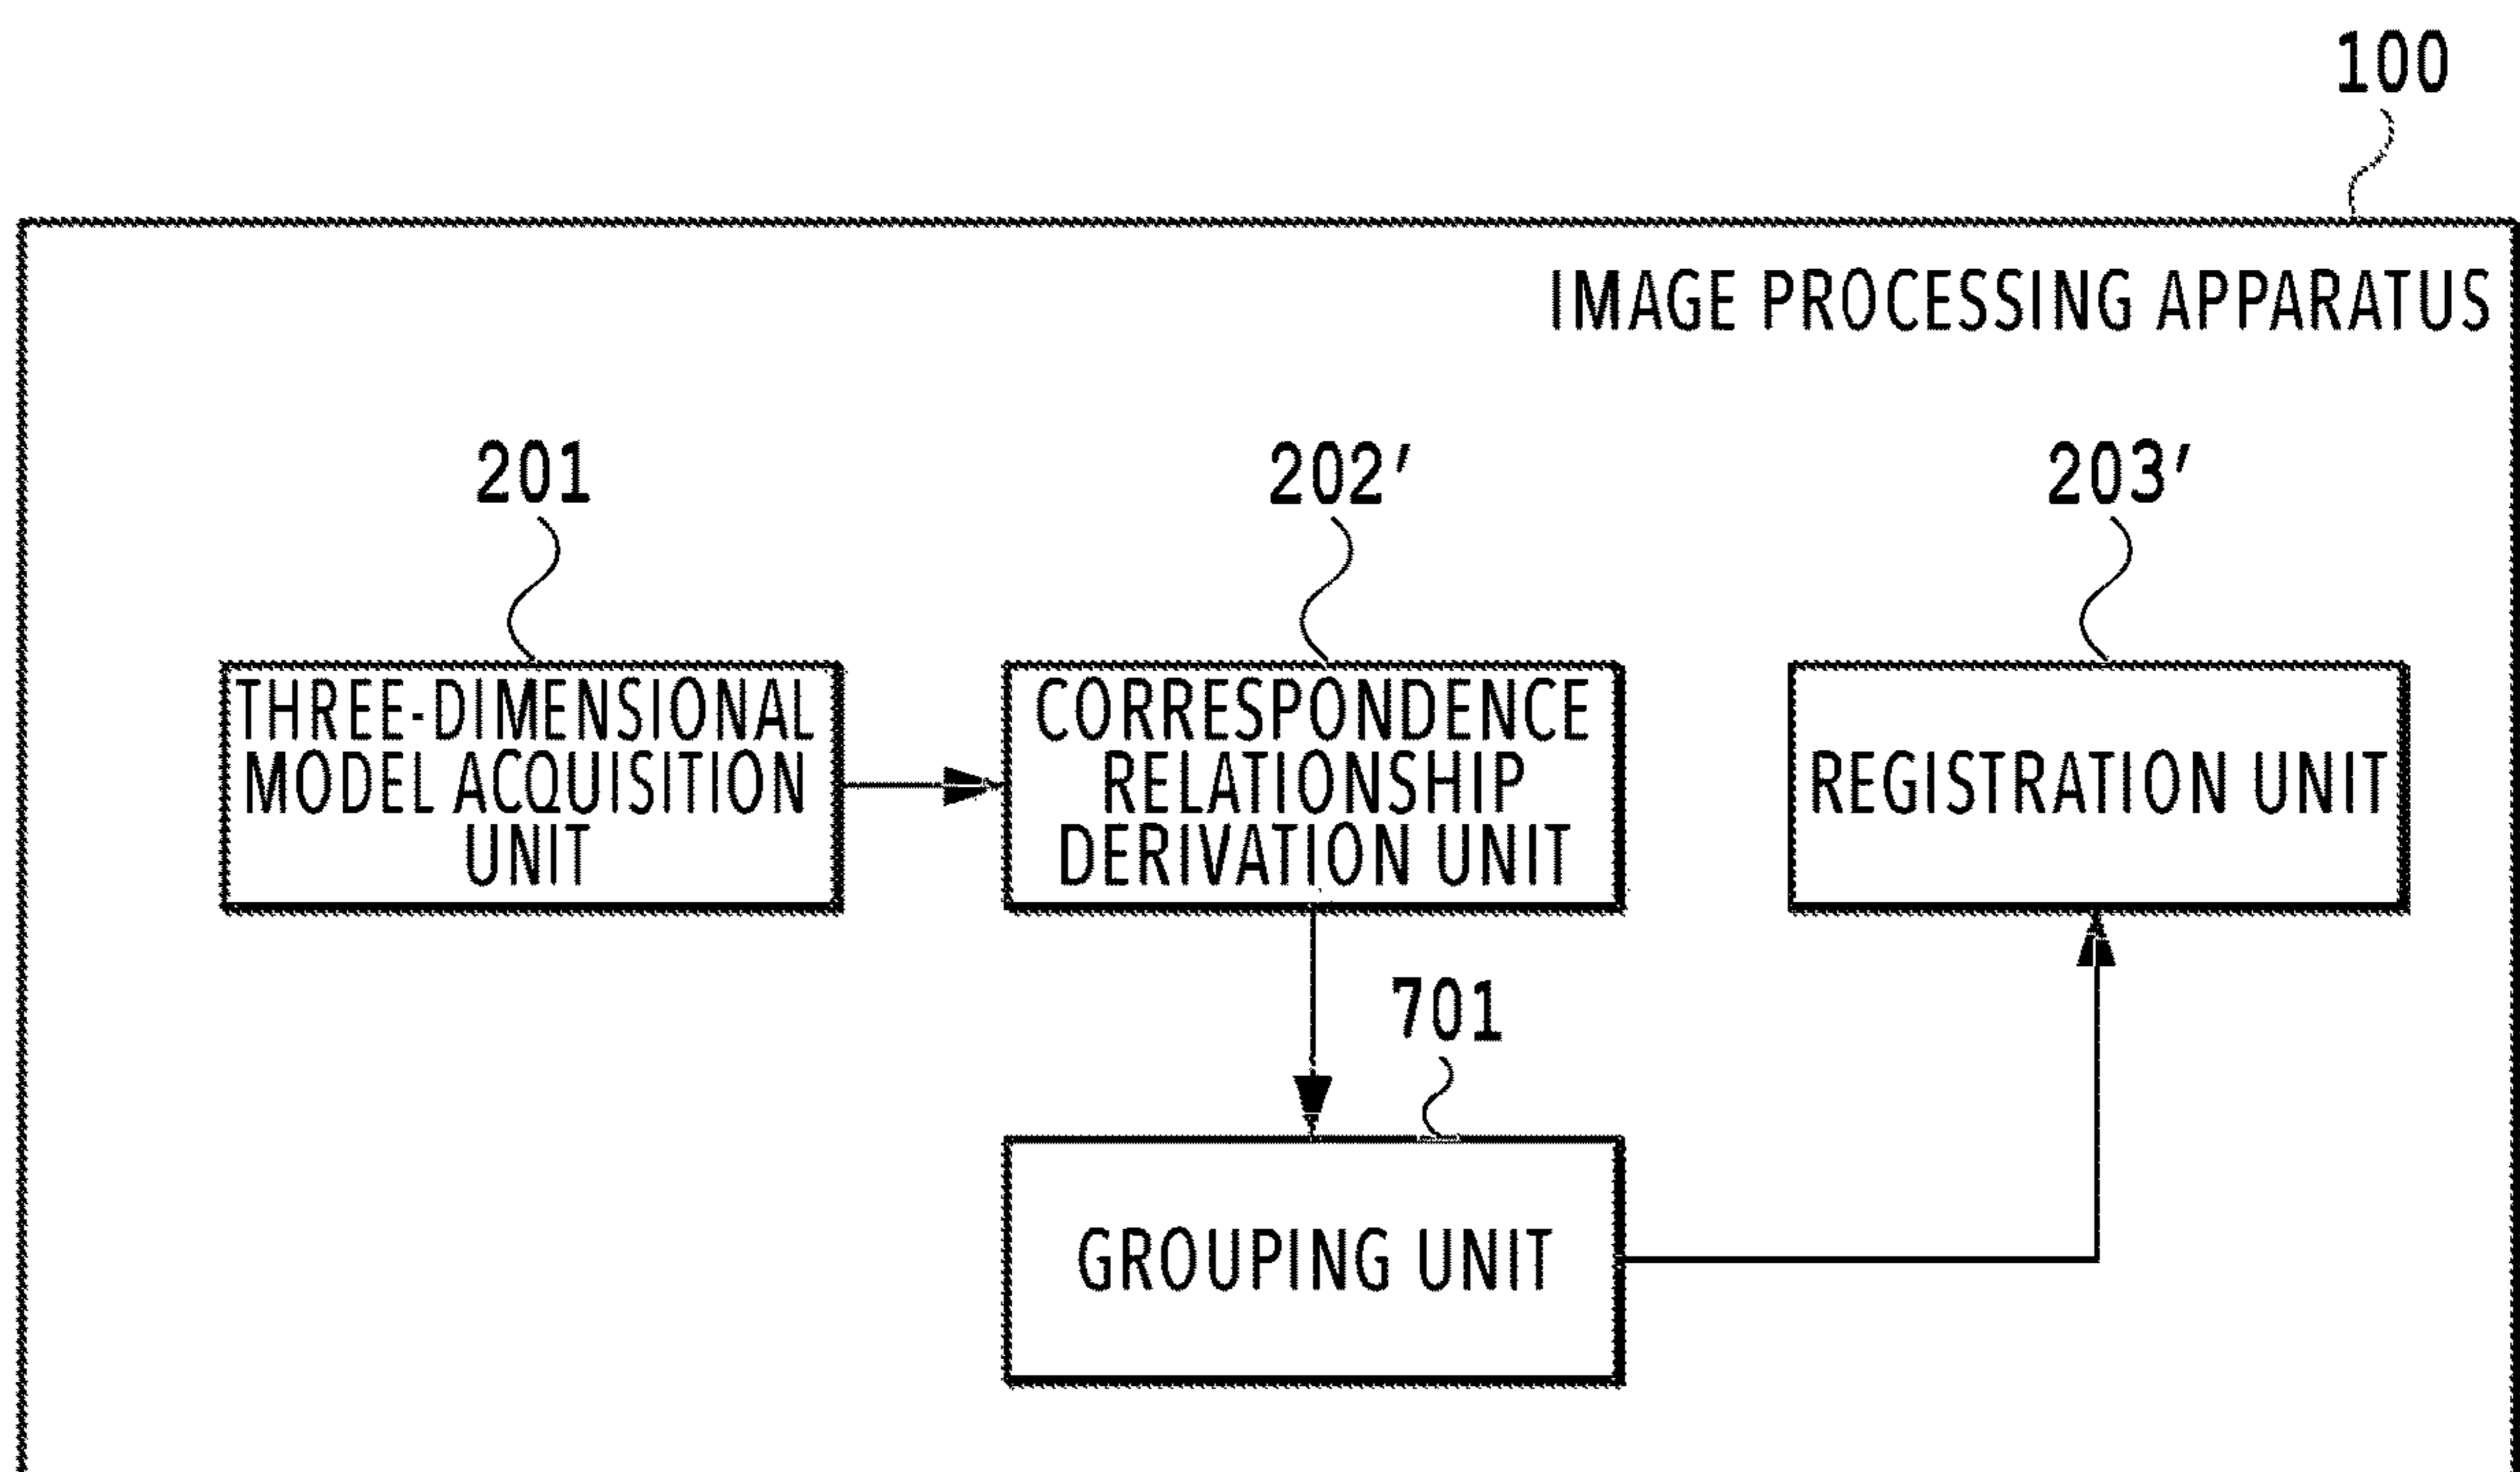 100
IMAGE PROCESSING APPARATUS
201
202′
203′
THREE-DIMENSIONAL
MODEL ACQUISITION
UNIT
CORRESPONDENCE
RELATIONSHIP
DERIVATION UNIT
REGISTRATION UNIT
701
GROUPING UNIT